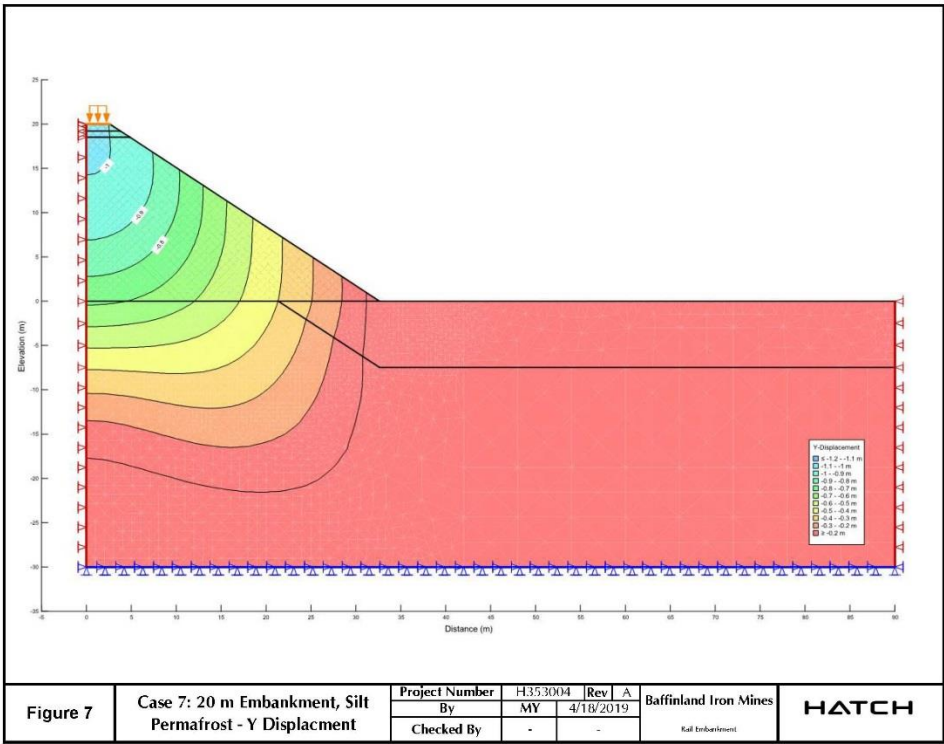 25
20
15
10
5
0
-5
-10
-15
-20
-25
-30
-35
Elevation (m)
-1
-0.9
-0.8
Y-Displacement
≤ -1.2 - -1.1 m
-1.1 - -1 m
-1 - -0.9 m
-0.9 - -0.8 m
-0.8 - -0.7 m
-0.7 - -0.6 m
-0.6 - -0.5 m
-0.5 - -0.4 m
-0.4 - -0.3 m
-0.3 - -0.2 m
≥ -0.2 m
-5 0 5 10 15 20 25 30 35 40 45 50 55 60 65 70 75 80 85 90
Distance (m)
Figure 7
Case 7: 20 m Embankment, Silt
Permafrost - Y Displacment
Project Number H353004 Rev A
By MY 4/18/2019
Checked By - -
Baffinland Iron Mines
Rail Embankment
HATCH